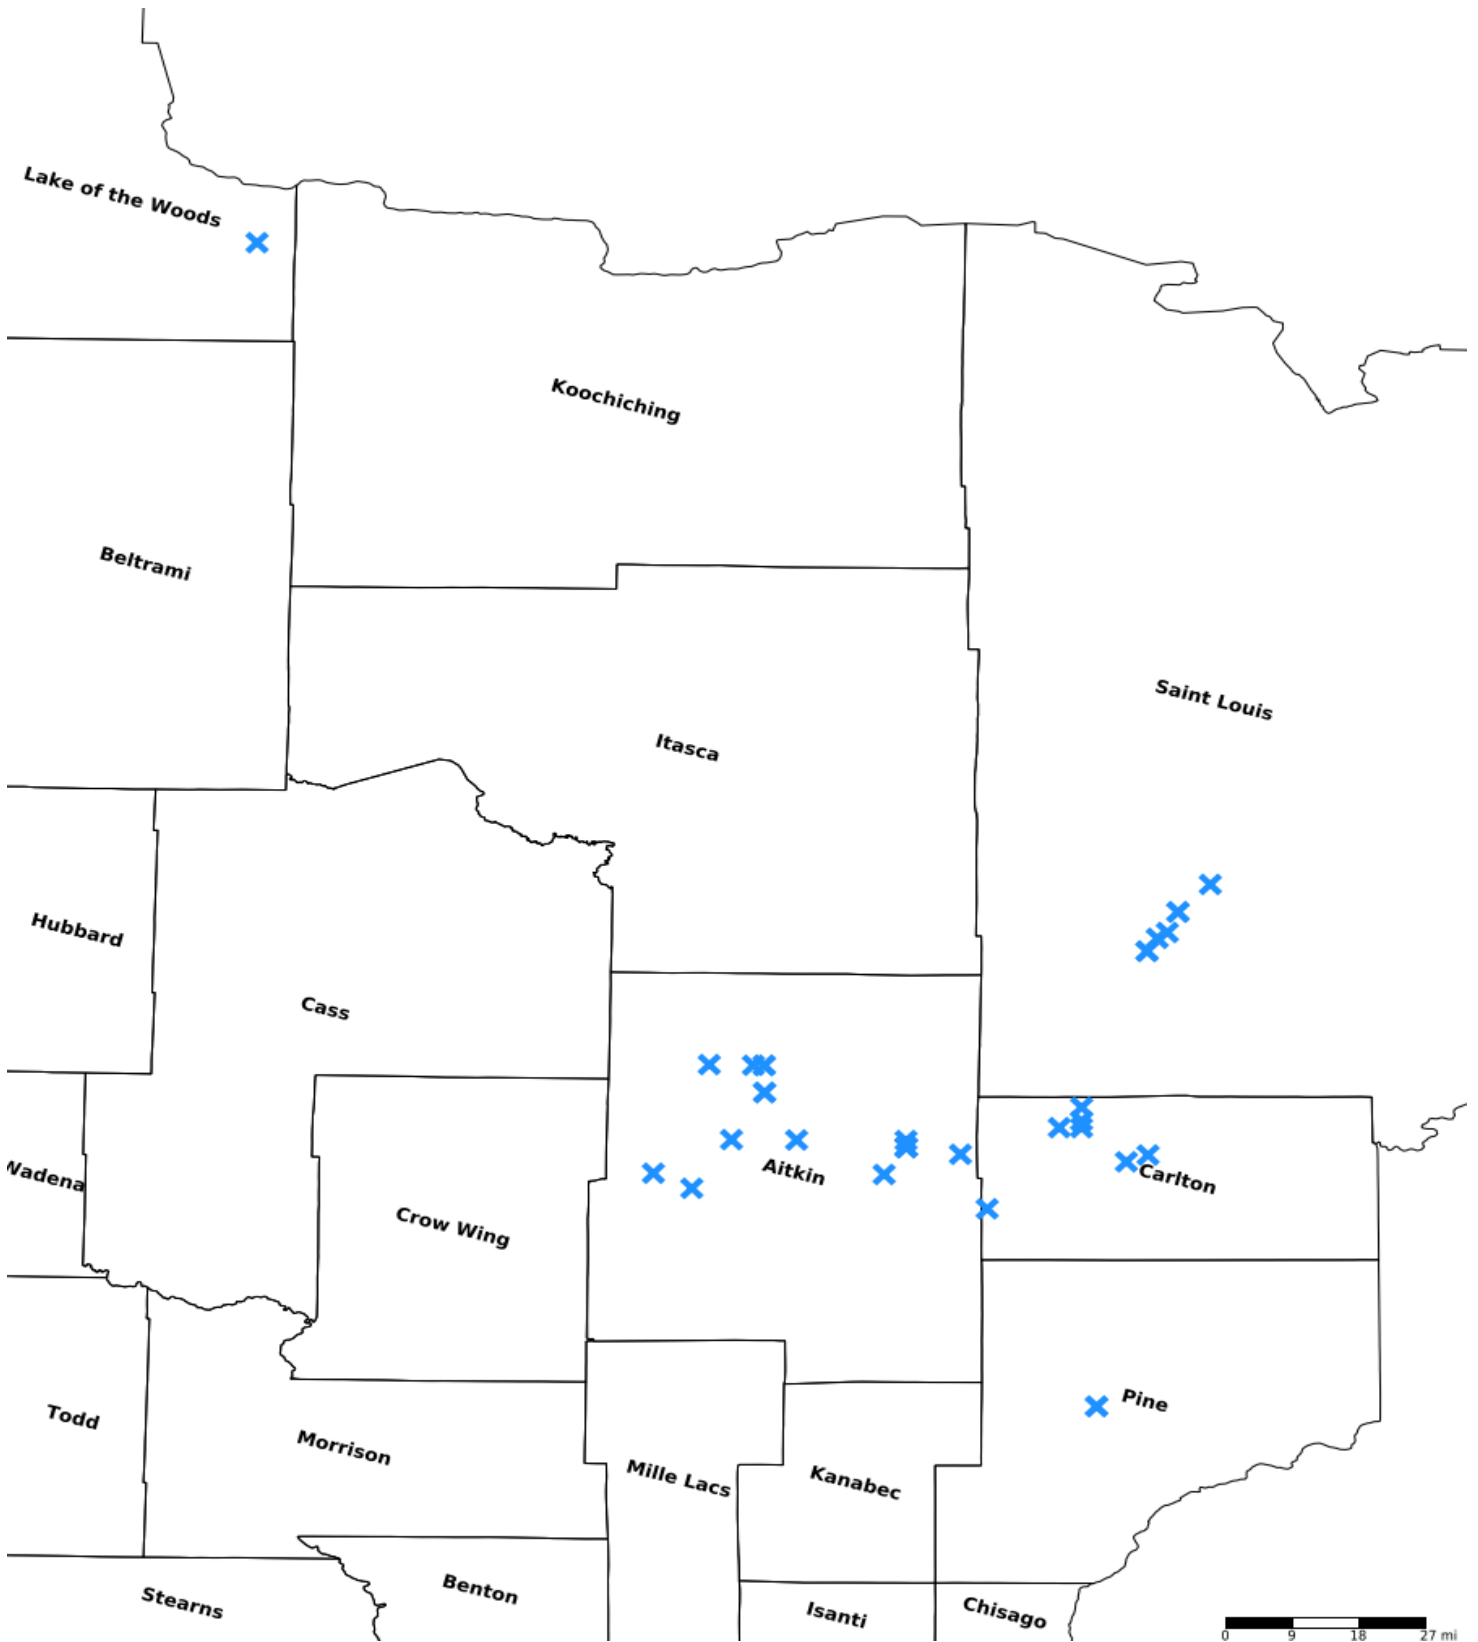 Lake of the Woods
Koochiching
Beltrami
Saint Louis
Itasca
Hubbard
Cass
Wadena
Aitkin
Carlton
Crow Wing
Pine
Todd
Morrison
Mille Lacs
Kanabec
Benton
Stearns
Isanti
Chisago
0 9 18 27 mi